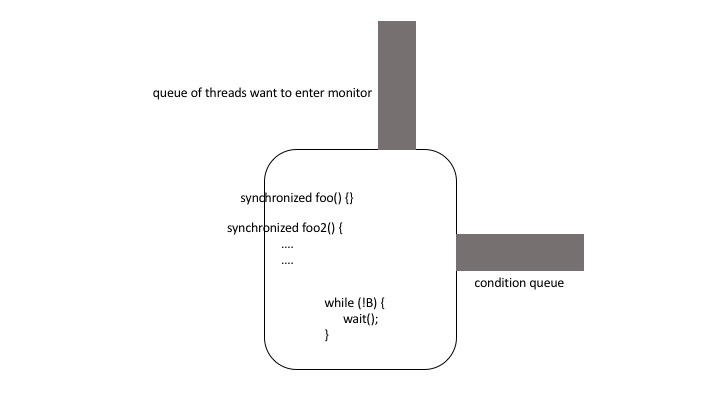 queue of threads want to enter monitor
synchronized foo() {}
synchronized foo2() {
....
....
condition queue
while (!B) {
wait();
}